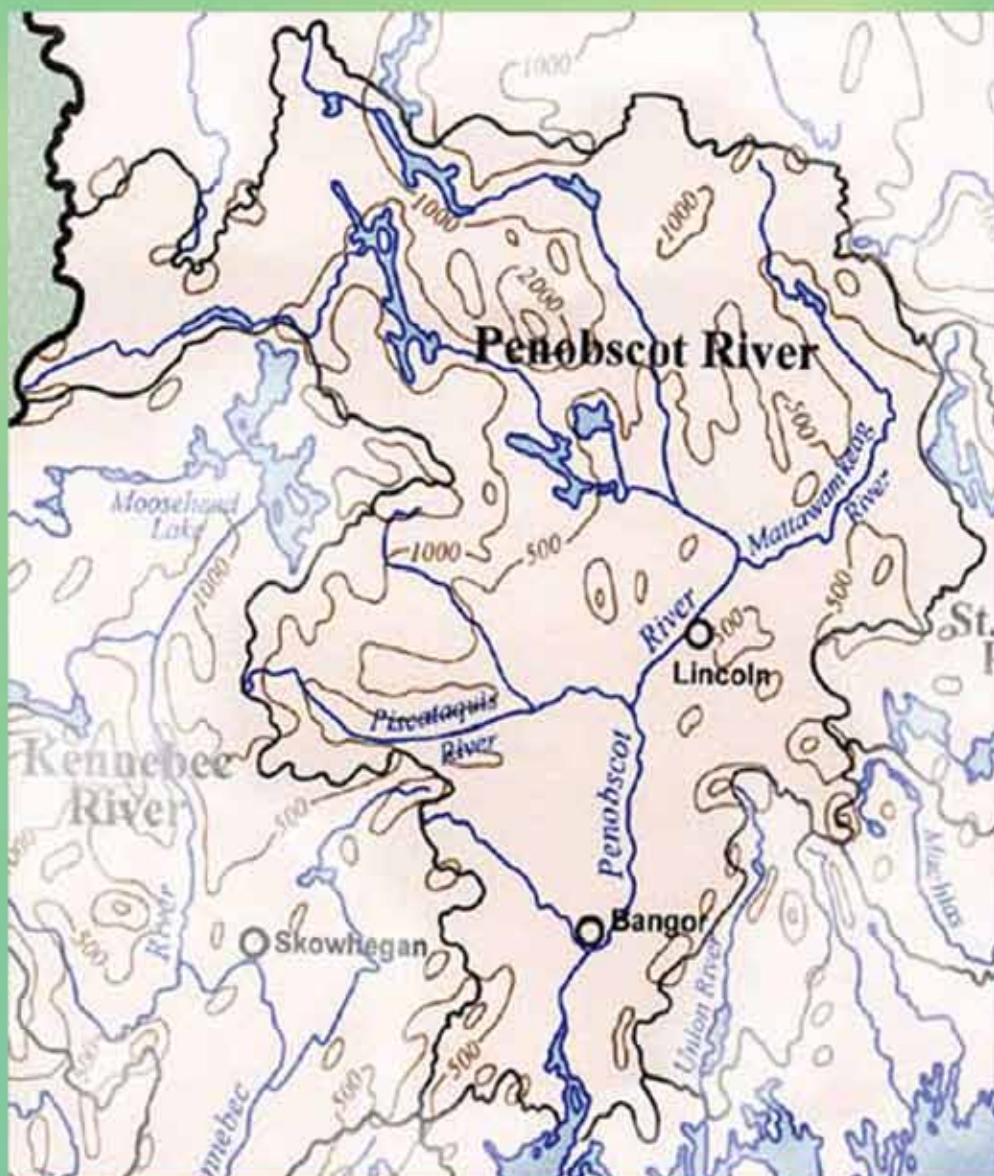 1000
1000
1000
2000
Penobscot River
500
Mattawamkeag
River
Moosehead
Lake
1000
1000
500
500
River
500
Lincoln
St.
Piscataquis
River
Kennebec
River
500
Penobscot
Machias
River
500
Bangor
Skowhegan
Union River
500
500
500
nnebec